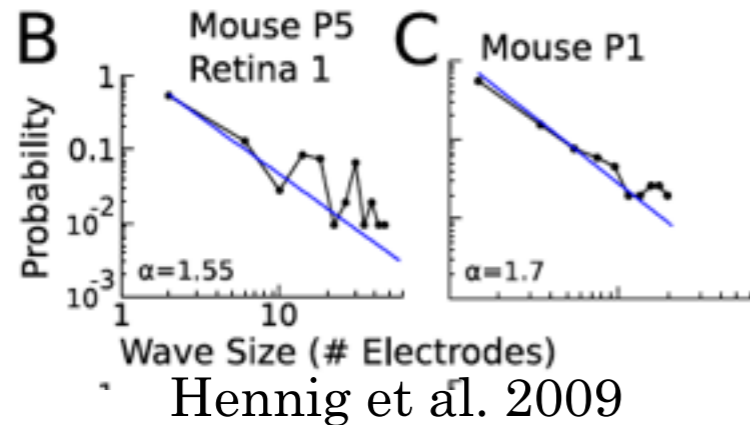 B
Mouse P5
Retina 1
C
Mouse P1
Probability
1
0.1
10⁻²
10⁻³
α=1.55
α=1.7
1
10
Wave Size (# Electrodes)
Hennig et al. 2009